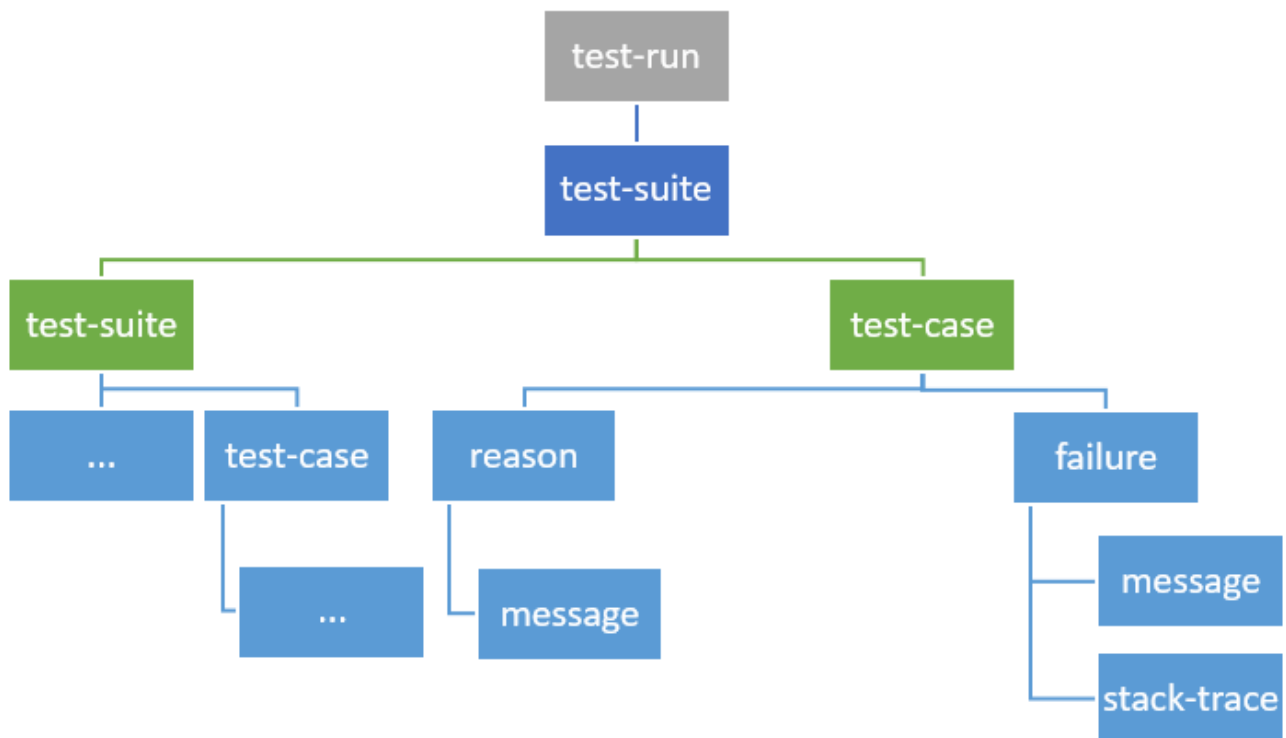 test-run
test-suite
test-suite
test-case
...
test-case
reason
failure
...
message
message
stack-trace